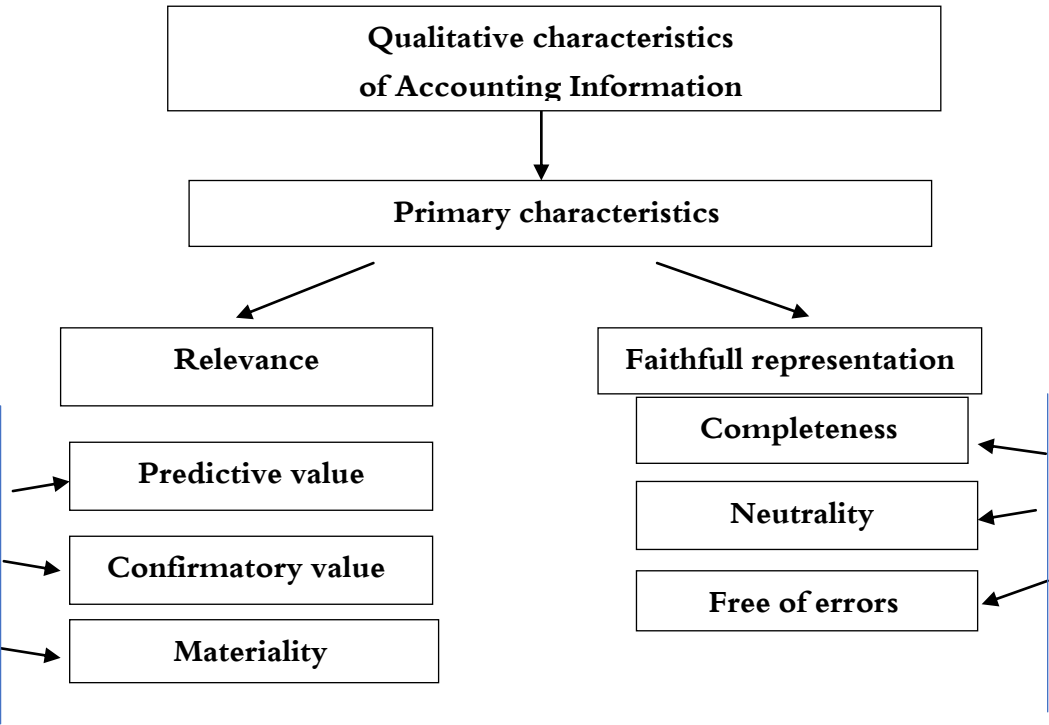 Qualitative characteristics
of Accounting Information
Primary characteristics
Relevance
Predictive value
Confirmatory value
Materiality
Faithfull representation
Completeness
Neutrality
Free of errors